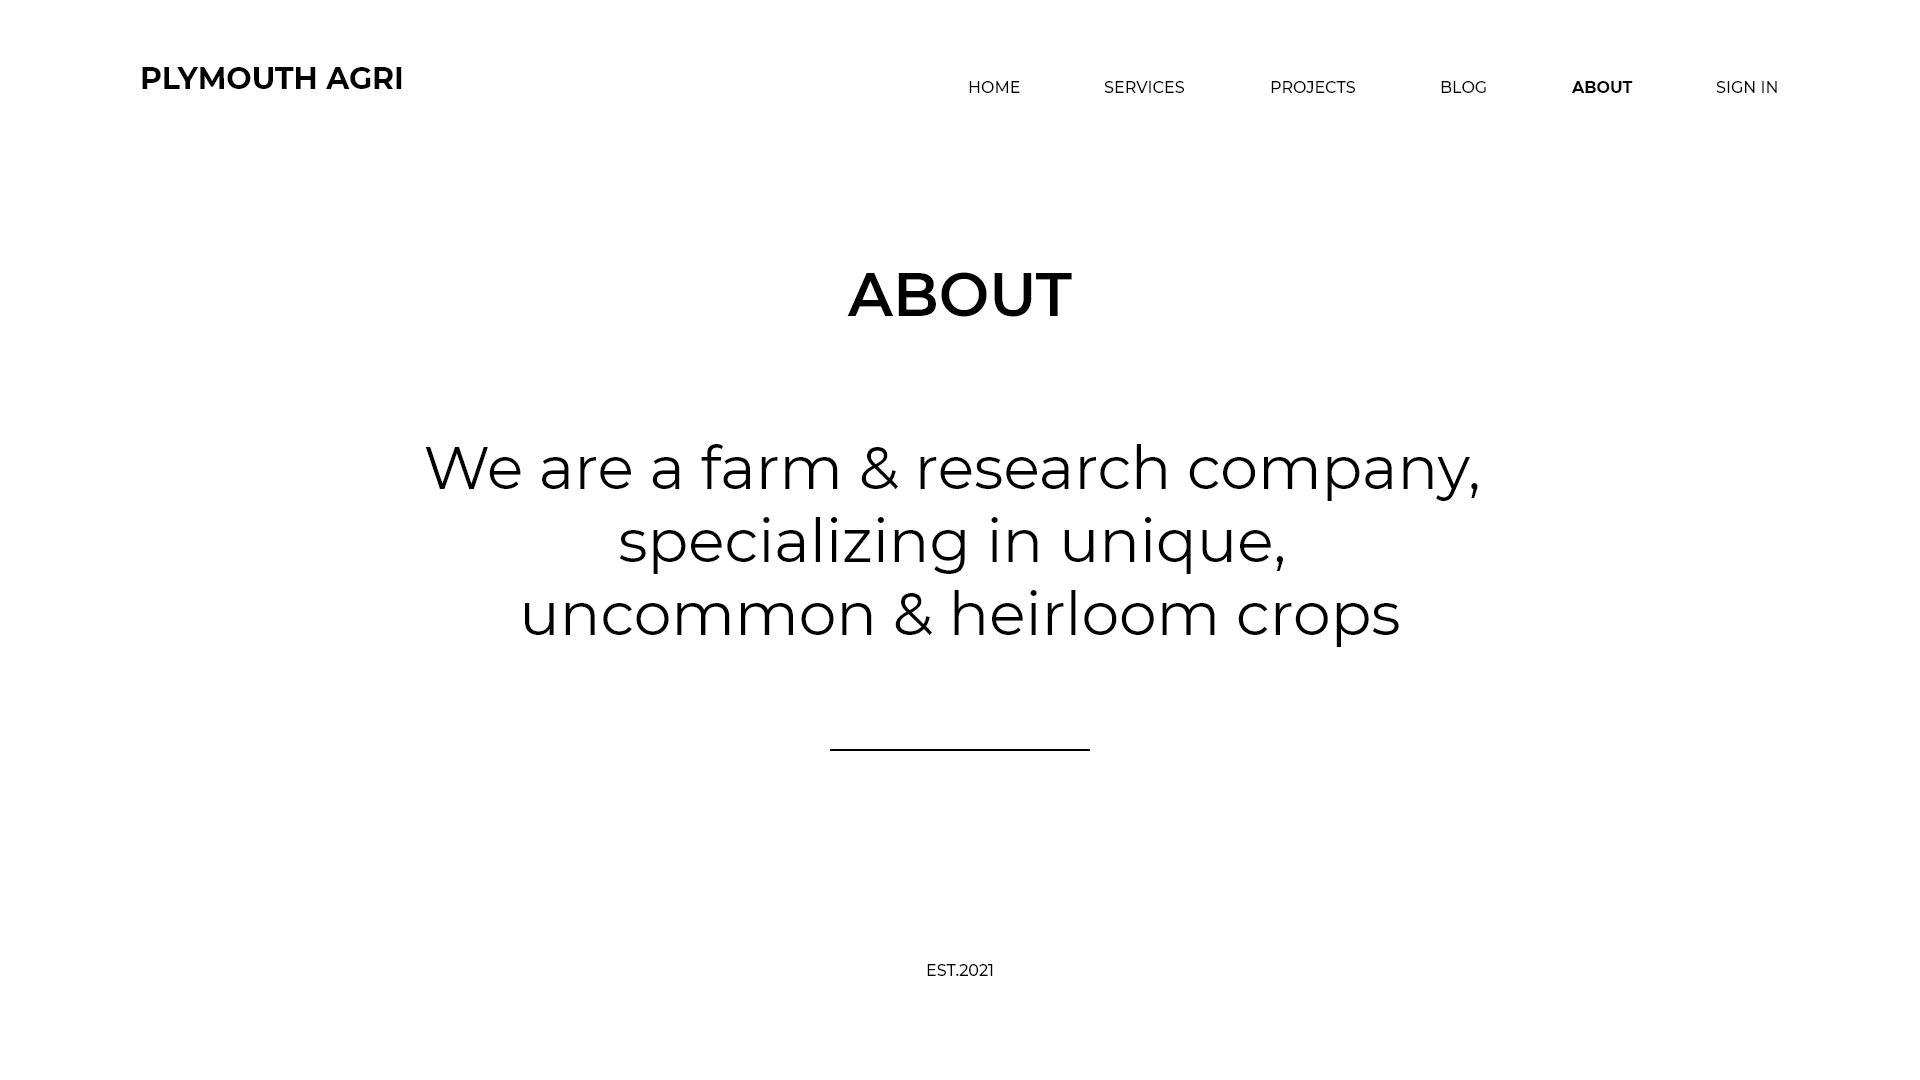 PLYMOUTH AGRI
HOME SERVICES PROJECTS BLOG ABOUT SIGN IN
ABOUT
We are a farm & research company,
specializing in unique,
uncommon & heirloom crops
EST.2021